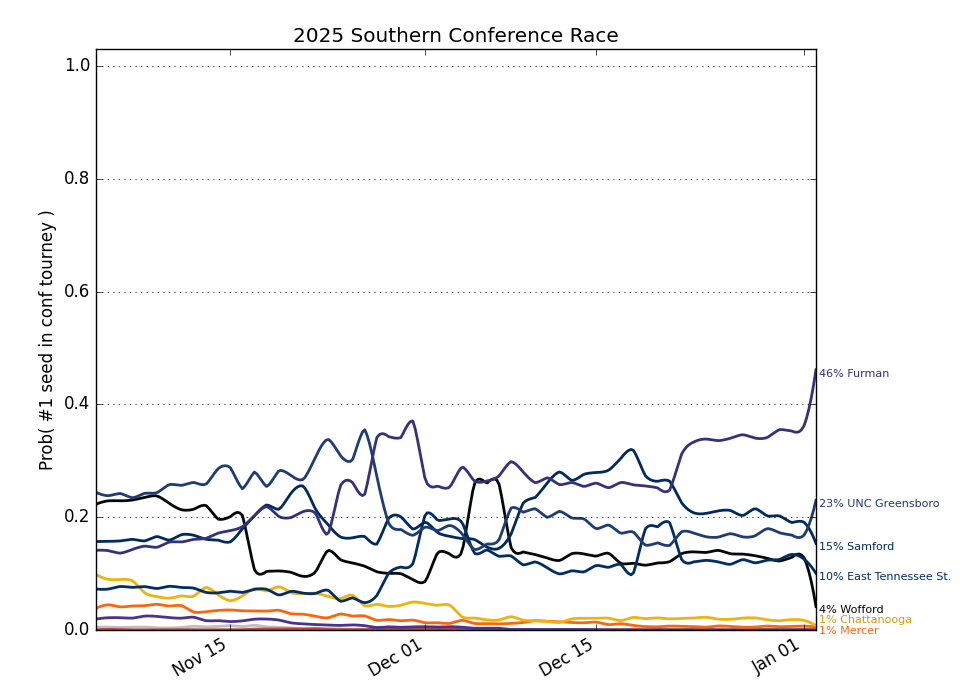 2025 Southern Conference Race
Prob( #1 seed in conf tourney )
1.0
0.8
0.6
0.4
0.2
0.0
Nov 15
Dec 01
Dec 15
Jan 01
46% Furman
23% UNC Greensboro
15% Samford
10% East Tennessee St.
4% Wofford
1% Chattanooga
1% Mercer